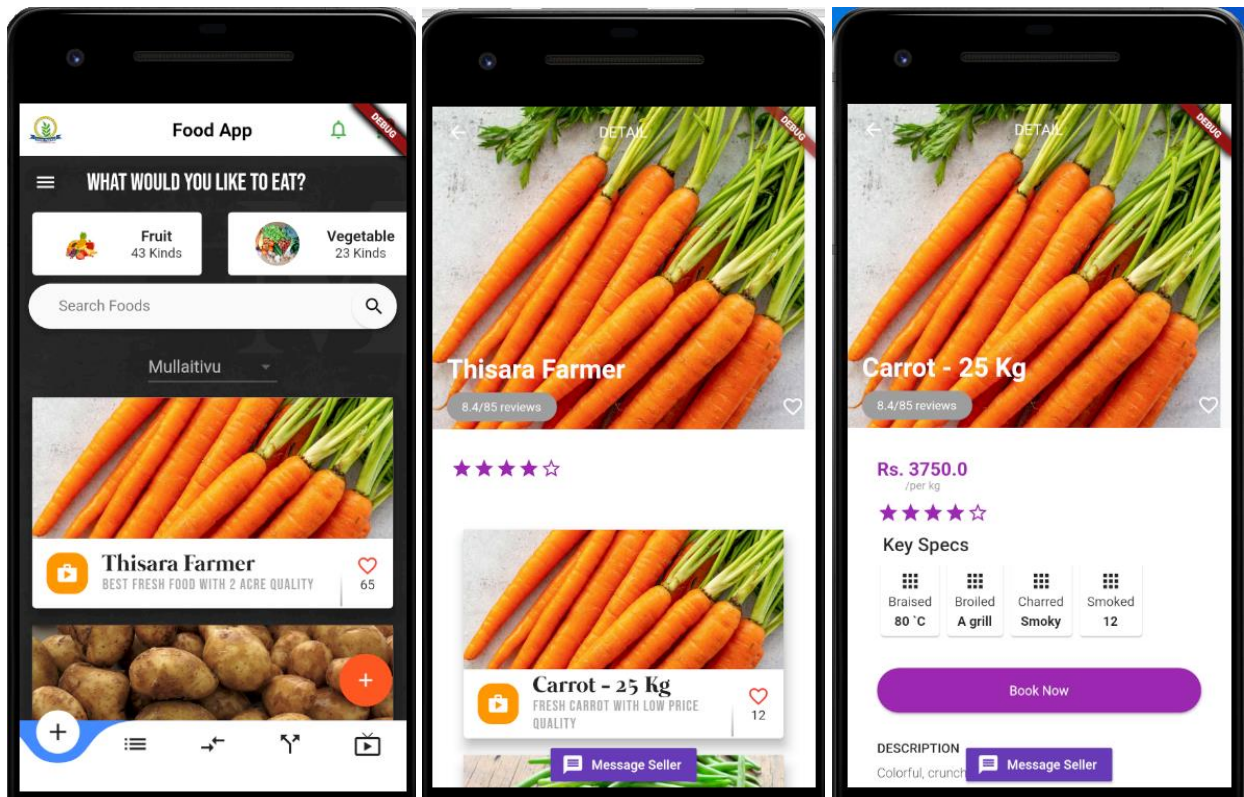 Food App
DEBUG
WHAT WOULD YOU LIKE TO EAT?
Fruit
43 Kinds
Vegetable
23 Kinds
Search Foods
Mullaitivu
Thisara Farmer
BEST FRESH FOOD WITH 2 ACRE QUALITY
65
DETAIL
DEBUG
Thisara Farmer
8.4/85 reviews
Carrot - 25 Kg
FRESH CARROT WITH LOW PRICE
QUALITY
12
Message Seller
DETAIL
DEBUG
Carrot - 25 Kg
8.4/85 reviews
Rs. 3750.0
/per kg
Key Specs
Braised
80 `C
Broiled
A grill
Charred
Smoky
Smoked
12
Book Now
DESCRIPTION
Colorful, crunch
Message Seller